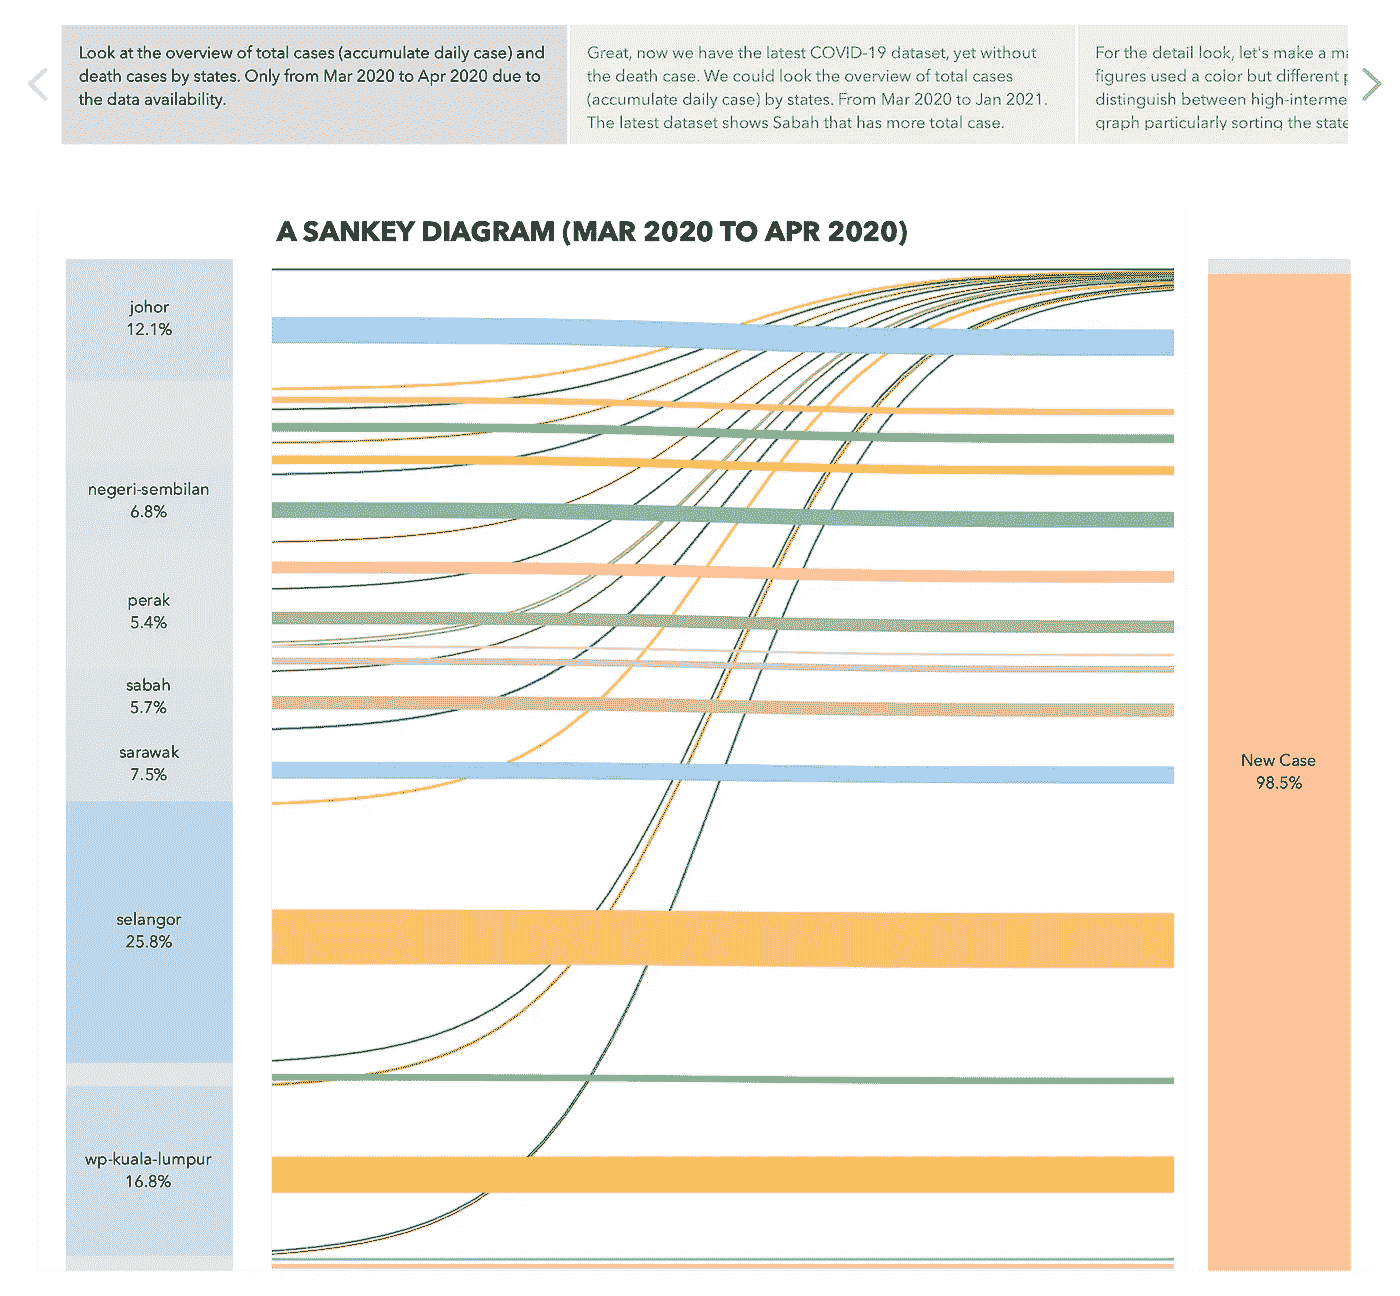 Look at the overview of total cases (accumulate daily case) and
death cases by states. Only from Mar 2020 to Apr 2020 due to
the data availability.
Great, now we have the latest COVID-19 dataset, yet without
the death case. We could look the overview of total cases
(accumulate daily case) by states. From Mar 2020 to Jan 2021.
The latest dataset shows Sabah that has more total case.
For the detail look, let's make a
figures used a color but different
distinguish between high-interme
graph particularly sorting the state
A SANKEY DIAGRAM (MAR 2020 TO APR 2020)
johor
12.1%
negeri-sembilan
6.8%
perak
5.4%
sabah
5.7%
sarawak
7.5%
selangor
25.8%
wp-kuala-lumpur
16.8%
New Case
98.5%